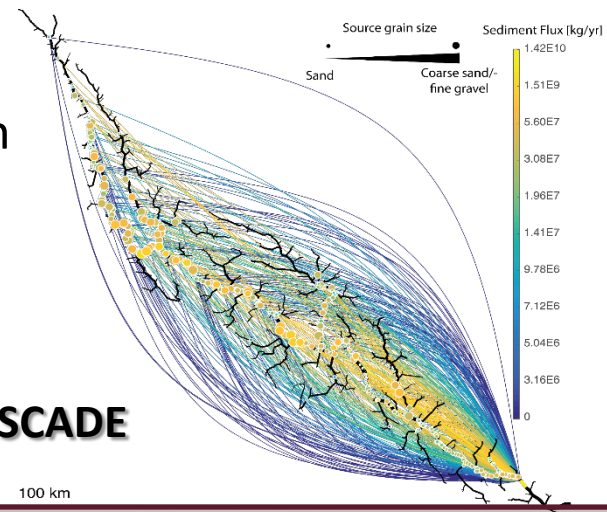 Source grain size
Sand
Coarse sand/-
fine gravel
Sediment Flux [kg/yr]
1.42E10
1.51E9
5.60E7
3.08E7
1.96E7
1.41E7
9.78E6
7.12E6
5.04E6
3.16E6
0
SCADE
100 km